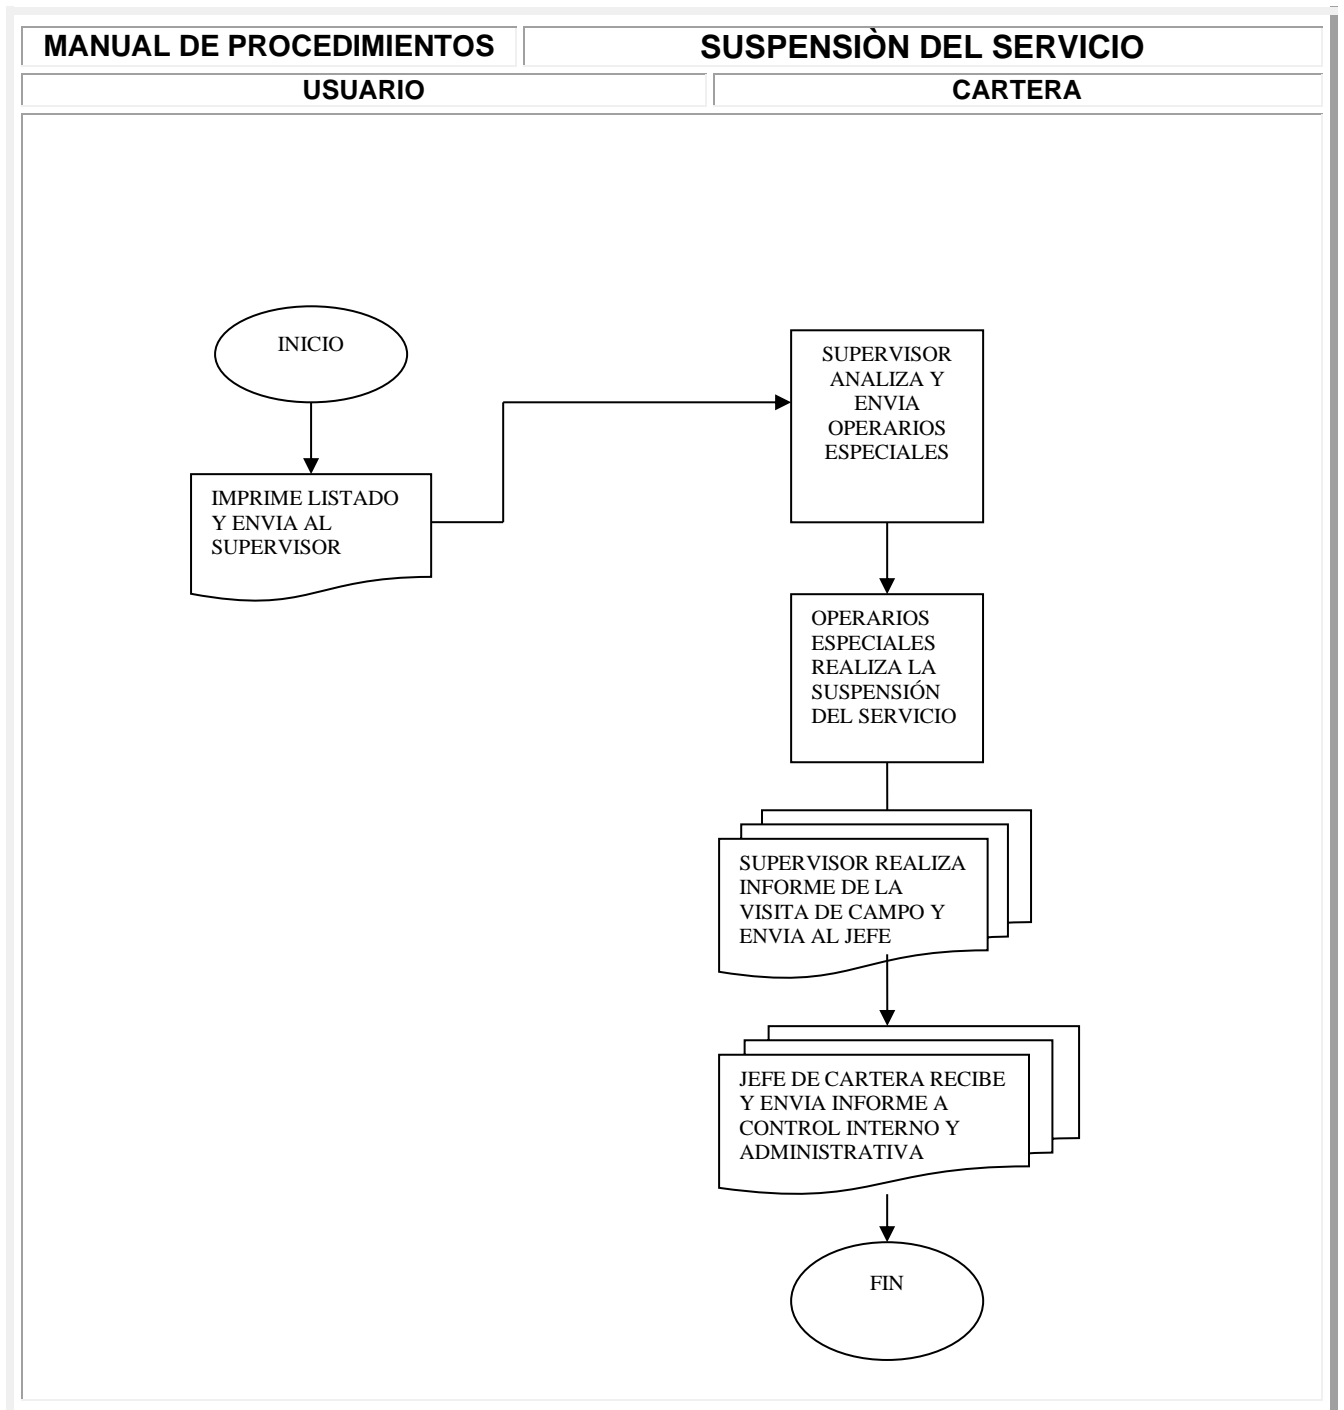 MANUAL DE PROCEDIMIENTOS
SUSPENSIÒN DEL SERVICIO
USUARIO
CARTERA
INICIO
IMPRIME LISTADO
Y ENVIA AL
SUPERVISOR
SUPERVISOR
ANALIZA Y
ENVIA
OPERARIOS
ESPECIALES
OPERARIOS
ESPECIALES
REALIZA LA
SUSPENSIÓN
DEL SERVICIO
SUPERVISOR REALIZA
INFORME DE LA
VISITA DE CAMPO Y
ENVIA AL JEFE
JEFE DE CARTERA RECIBE
Y ENVIA INFORME A
CONTROL INTERNO Y
ADMINISTRATIVA
FIN